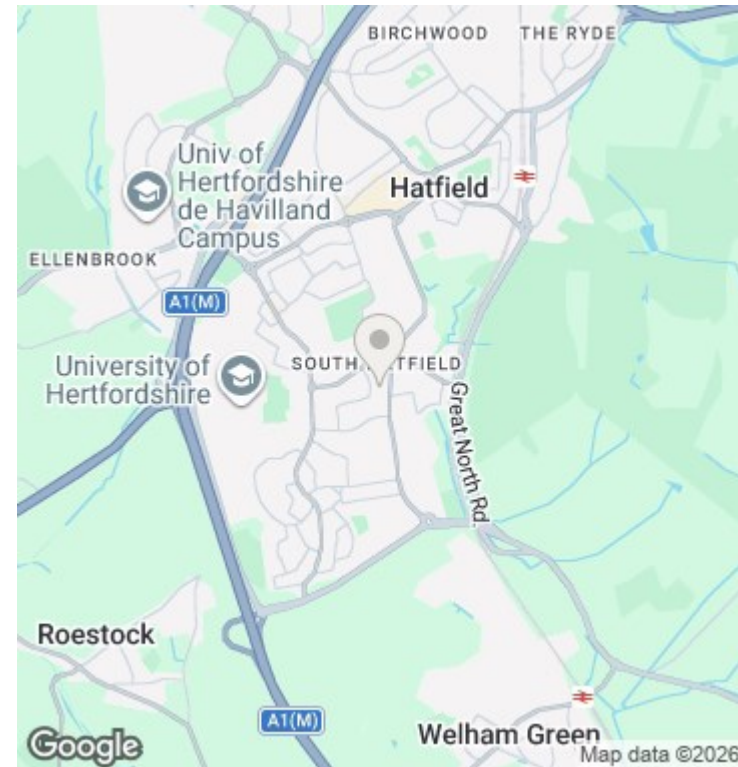 BIRCHWOOD
THE RYDE
Univ of
Hertfordshire
de Havilland
Campus
Hatfield
ELLENBROOK
A1(M)
University of
Hertfordshire
SOUTH
TFIELD
Great North Rd.
Roestock
A1(M)
Welham Green
Google
Map data ©2026